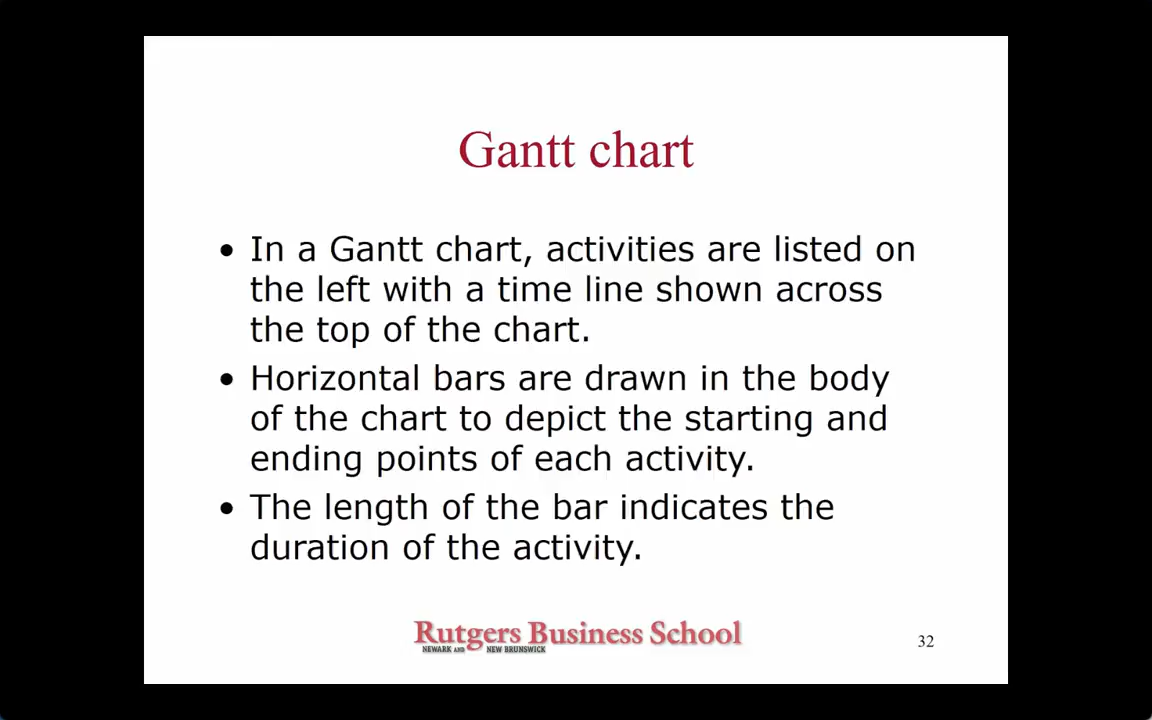 Gantt chart
• In a Gantt chart, activities are listed on
the left with a time line shown across
the top of the chart.
• Horizontal bars are drawn in the body
of the chart to depict the starting and
ending points of each activity.
• The length of the bar indicates the
duration of the activity.
Rutgers Business School
NEWARK AND NEW BRUNSWICK
32